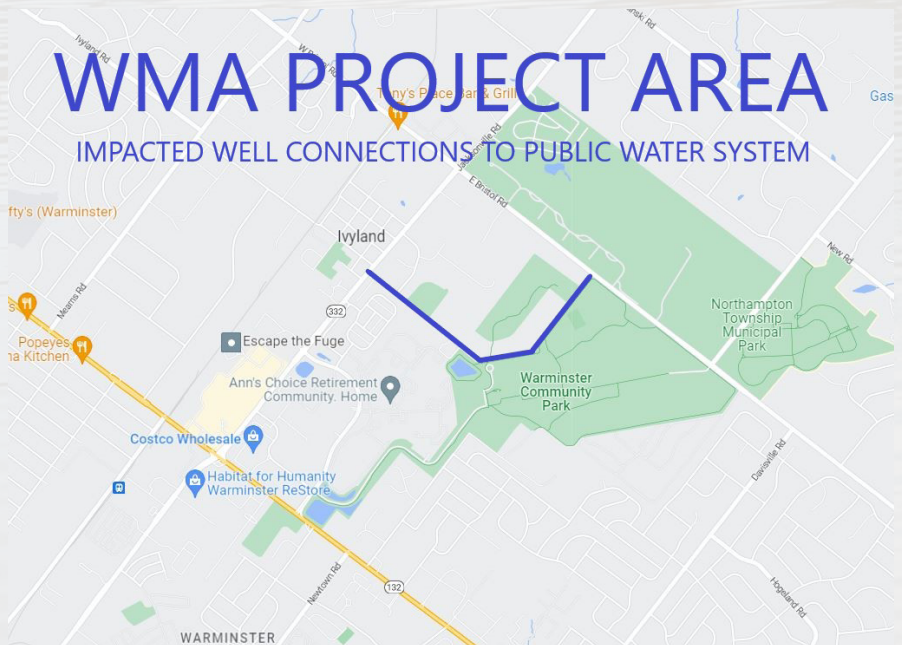 Ivyland Rd
WMA PROJECT AREA
Tony's Place Bar & Grill
Gas
IMPACTED WELL CONNECTIONS TO PUBLIC WATER SYSTEM
Jacksonville Rd
E Bristol Rd
fty's (Warminster)
Ivyland
New Rd
Mearns Rd
332
Northampton
Township
Municipal
Park
Popeyes
na Kitchen
Escape the Fuge
Ann's Choice Retirement
Community. Home
Warminster
Community
Park
Costco Wholesale
Habitat for Humanity
Warminster ReStore
Davisville Rd
132
Newtown Rd
Hogeland Rd
WARMINSTER